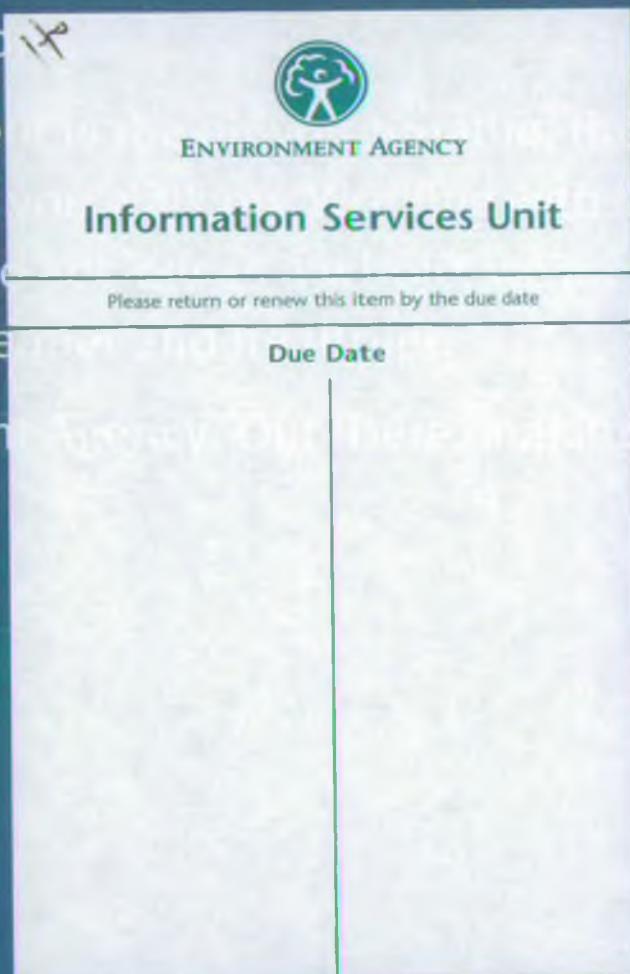 ENVIRONMENT AGENCY
Information Services Unit
Please return or renew this item by the due date
Due Date